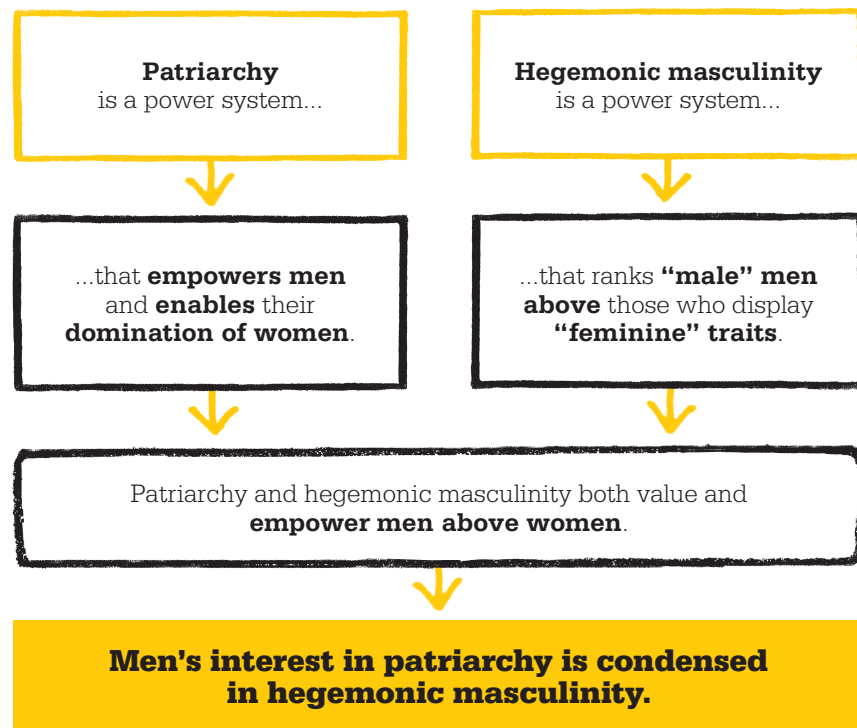 Patriarchy
is a power system...
Hegemonic masculinity
is a power system...
...that empowers men
and enables their
domination of women.
...that ranks “male” men
above those who display
“feminine” traits.
Patriarchy and hegemonic masculinity both value and
empower men above women.
Men’s interest in patriarchy is condensed
in hegemonic masculinity.